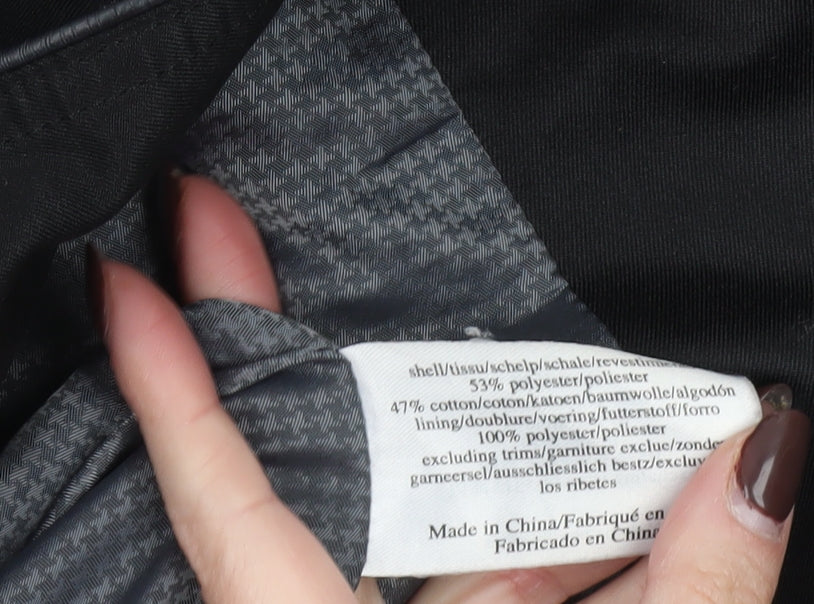 shell/tissu/schelp/schale/revestimie
53% polyester/poliester
47% cotton/coton/katoen/baumwolle/algodón
lining/doublure/voering/futterstoff/forro
100% polyester/poliester
excluding trims/garniture exclue/zonde
garneersel/ausschliesslich bestz/exclu
los ribetes
Made in China/Fabriqué en
Fabricado en China